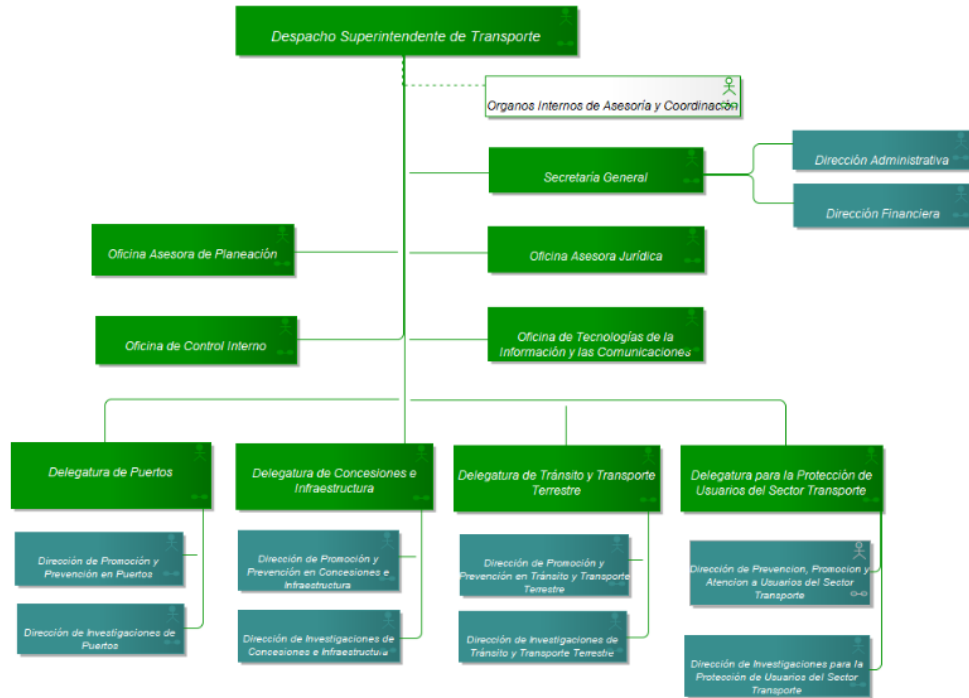 Despacho Superintendente de Transporte
Organos Internos de Asesoría y Coordinación
Secretaría General
Dirección Administrativa
Dirección Financiera
Oficina Asesora de Planeación
Oficina Asesora Jurídica
Oficina de Control Interno
Oficina de Tecnologías de la
Información y las Comunicaciones
Delegatura de Puertos
Delegatura de Concesiones e
Infraestructura
Delegatura de Tránsito y Transporte
Terrestre
Delegatura para la Protección de
Usuarios del Sector Transporte
Dirección de Promoción y
Prevención en Puertos
Dirección de Promoción y
Prevención en Concesiones e
Infraestructura
Dirección de Promoción y
Prevención en Tránsito y Transporte
Terrestre
Dirección de Prevencion, Promocion y
Atencion a Usuarios del Sector
Transporte
Dirección de Investigaciones de
Puertos
Dirección de Investigaciones de
Concesiones e Infraestructura
Dirección de Investigaciones de
Tránsito y Transporte Terrestre
Dirección de Investigaciones para la
Protección de Usuarios del Sector
Transporte